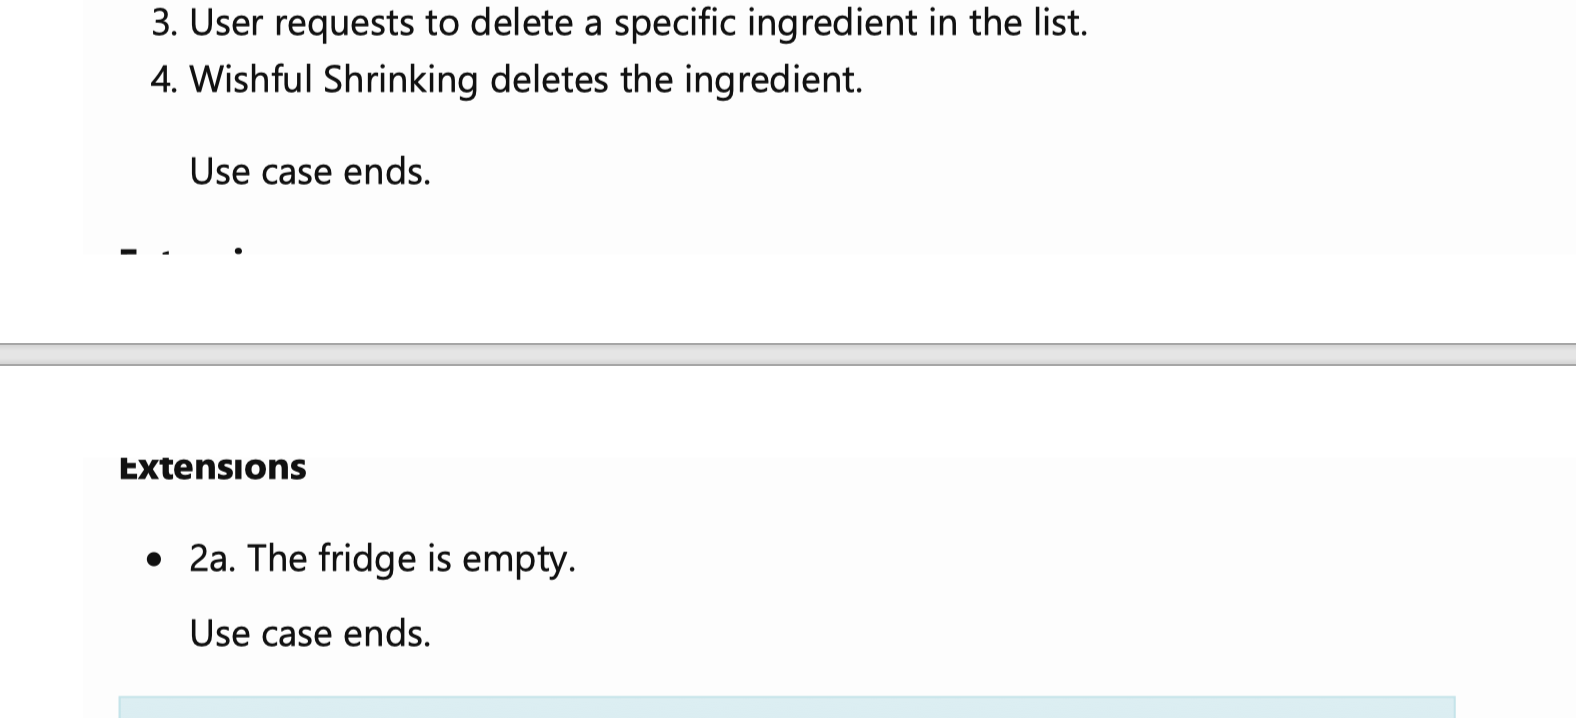 3. User requests to delete a specific ingredient in the list.
4. Wishful Shrinking deletes the ingredient.
Use case ends.
Extensions
• 2a. The fridge is empty.
Use case ends.